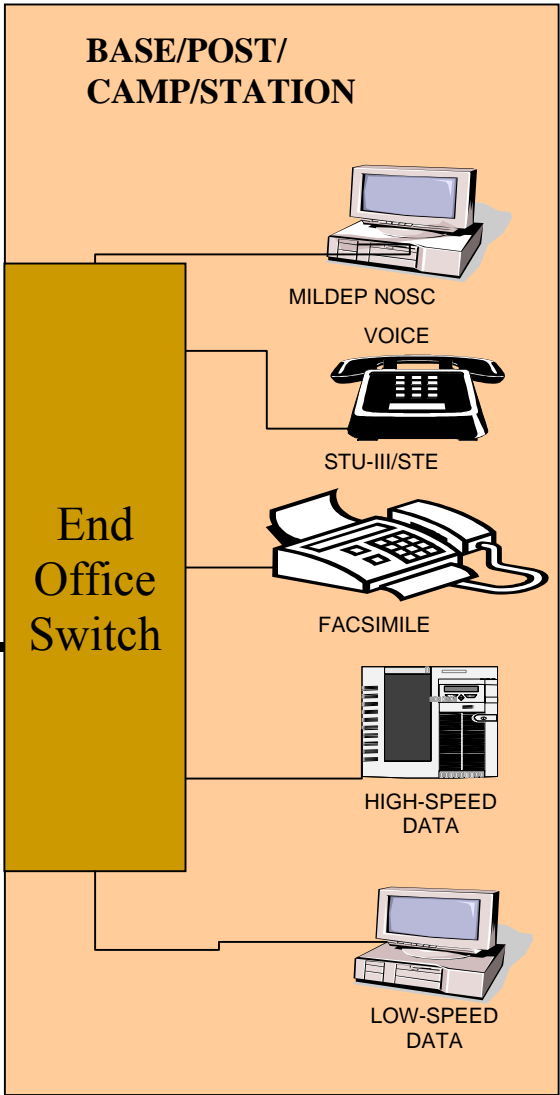 BASE/POST/
CAMP/STATION
MILDEP NOSC
VOICE
STU-III/STE
End
Office
Switch
FACSIMILE
HIGH-SPEED
DATA
LOW-SPEED
DATA